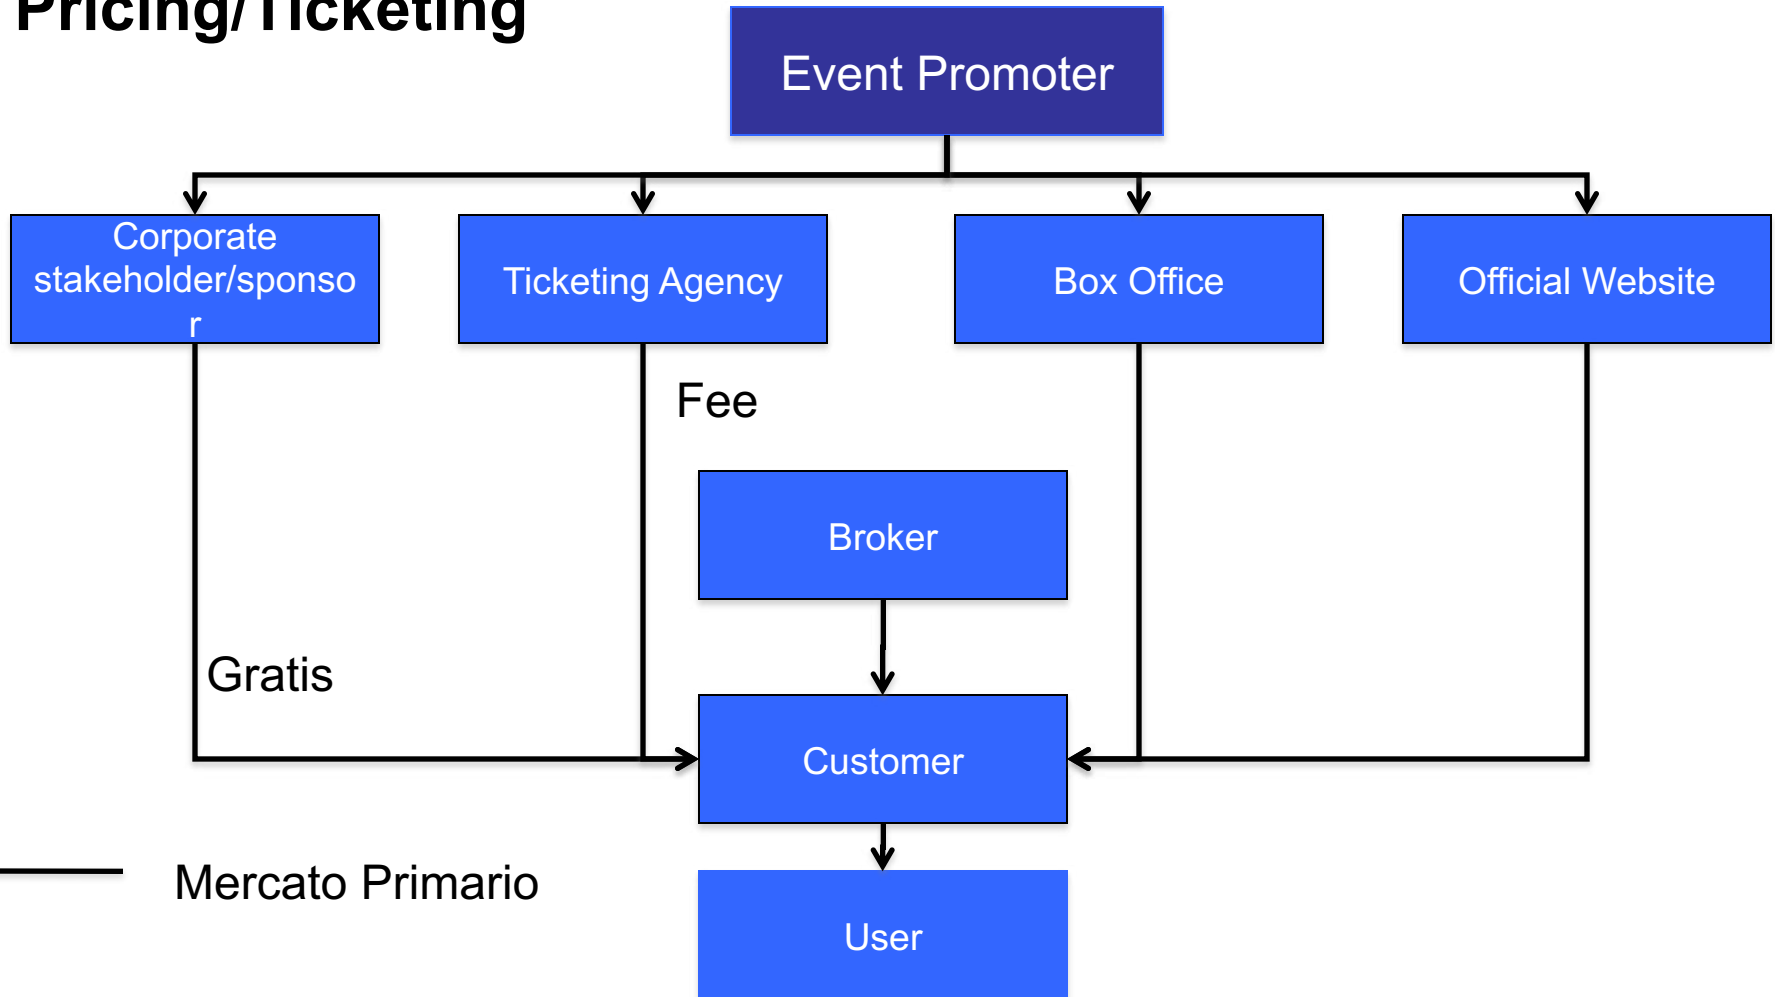 Pricing/Ticketing
Event Promoter
Corporate
stakeholder/sponso
r
Ticketing Agency
Box Office
Official Website
Fee
Broker
Gratis
Customer
Mercato Primario
User